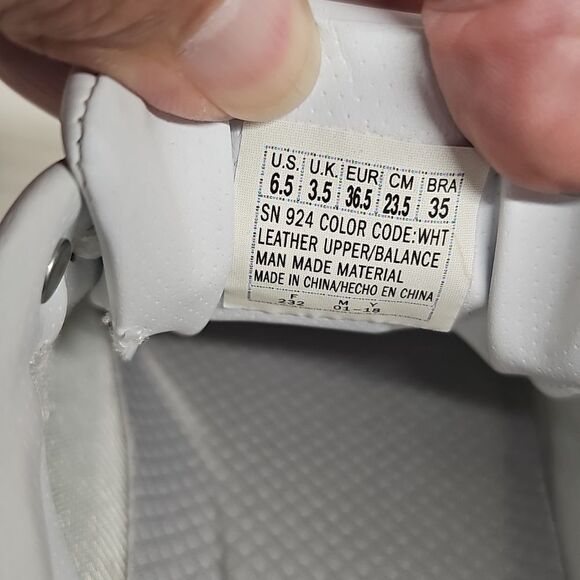 U.S. U.K. EUR CM BRA
6.5 3.5 36.5 23.5 35
SN 924 COLOR CODE:WHT
LEATHER UPPER/BALANCE
MAN MADE MATERIAL
MADE IN CHINA/HECHO EN CHINA
F M Y
232 01-18